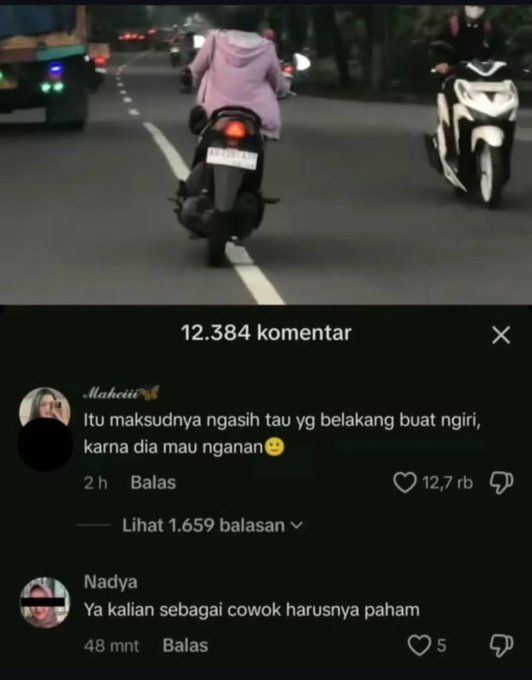 12.384 komentar
Maheiii
Itu maksudnya ngasih tau yg belakang buat ngiri,
karna dia mau nganan🙂
2 h Balas 12,7 rb
Lihat 1.659 balasan
Nadya
Ya kalian sebagai cowok harusnya paham
48 mnt Balas 5